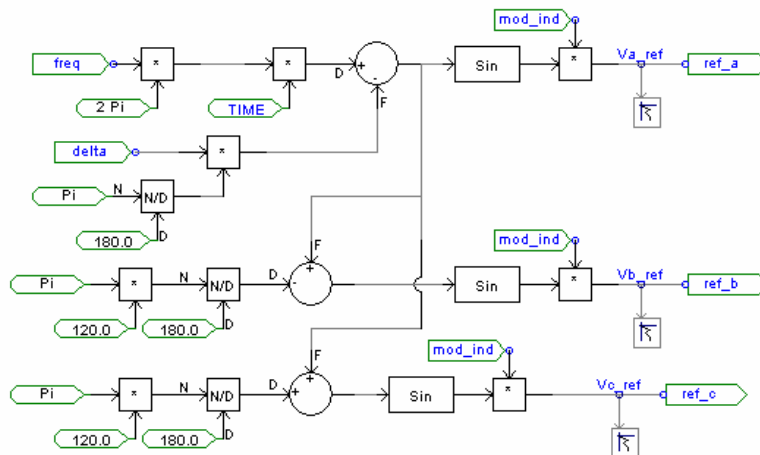 mod_ind
freq * * D + - Sin * Va_ref ref_a
2 Pi TIME F
delta *
Pi N N/D
180.0 D
F mod_ind
Pi * N N/D D - + Sin * Vb_ref ref_b
120.0 180.0 D
F mod_ind
Pi * N N/D D + + Sin * Vc_ref ref_c
120.0 180.0 D